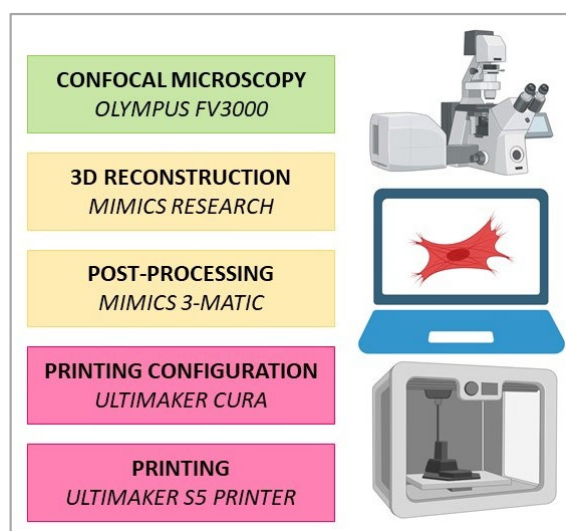 CONFOCAL MICROSCOPY
OLYMPUS FV3000
3D RECONSTRUCTION
MIMICS RESEARCH
POST-PROCESSING
MIMICS 3-MATIC
PRINTING CONFIGURATION
ULTIMAKER CURA
PRINTING
ULTIMAKER S5 PRINTER